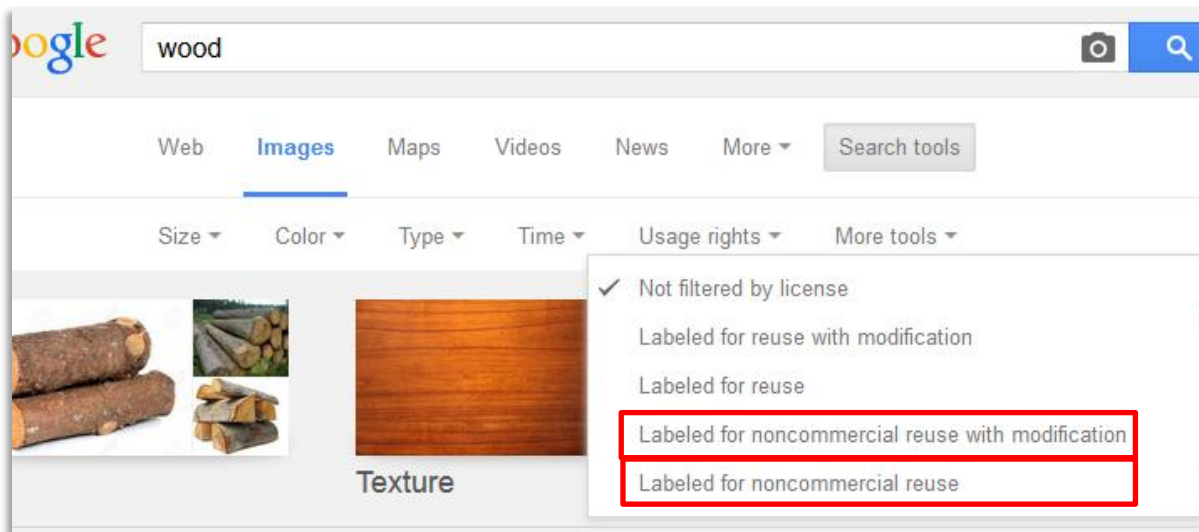 oogle wood
Web Images Maps Videos News More Search tools
Size Color Type Time Usage rights More tools
Not filtered by license
Labeled for reuse with modification
Labeled for reuse
Labeled for noncommercial reuse with modification
Labeled for noncommercial reuse
Texture